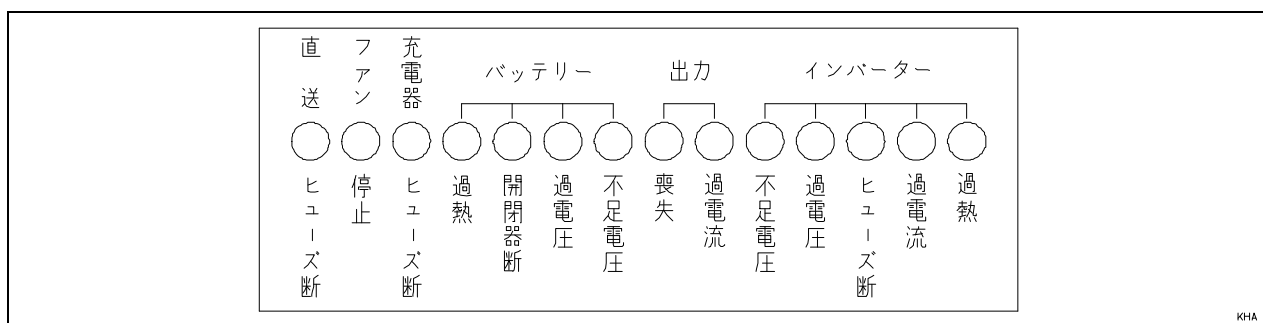 直送
ファン
充電器
バッテリー
出力
インバーター
ヒューズ断
停止
ヒューズ断
過熱
開閉器断
過電圧
不足電圧
喪失
過電流
不足電圧
過電圧
ヒューズ断
過電流
過熱
KHA